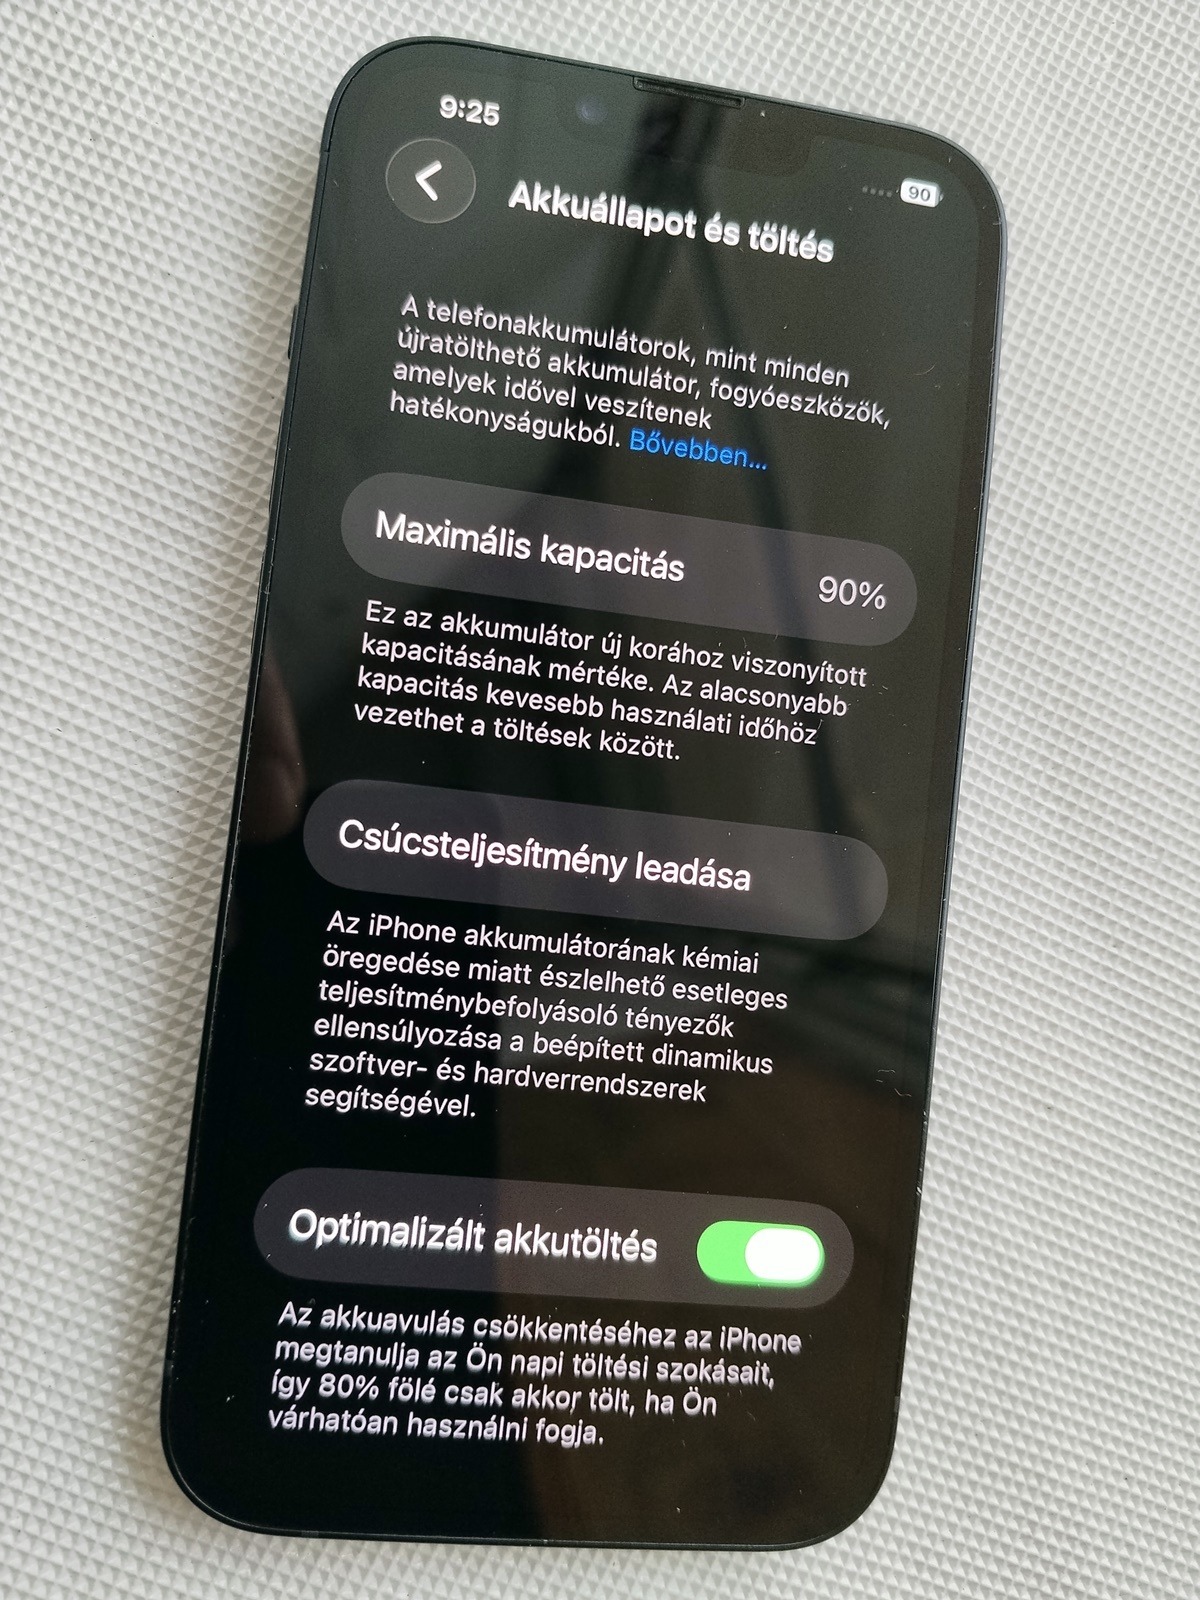 9:25
90
Akkuállapot és töltés
A telefonakkumulátorok, mint minden
újratölthető akkumulátor, fogyóeszközök,
amelyek idővel veszítenek
hatékonyságukból. Bővebben...
Maximális kapacitás 90%
Ez az akkumulátor új korához viszonyított
kapacitásának mértéke. Az alacsonyabb
kapacitás kevesebb használati időhöz
vezethet a töltések között.
Csúcsteljesítmény leadása
Az iPhone akkumulátorának kémiai
öregedése miatt észlelhető esetleges
teljesítménybefolyásoló tényezők
ellensúlyozása a beépített dinamikus
szoftver- és hardverrendszerek
segítségével.
Optimalizált akkutöltés
Az akkuavulás csökkentéséhez az iPhone
megtanulja az Ön napi töltési szokásait,
így 80% fölé csak akkor tölt, ha Ön
várhatóan használni fogja.